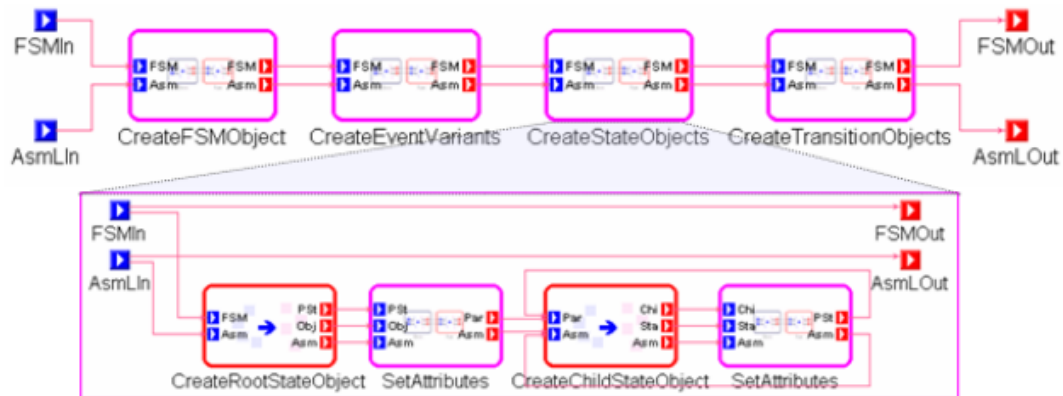 FSMIn
FSMOut
FSM FSM
Asm Asm
FSM FSM
Asm Asm
FSM FSM
Asm Asm
FSM FSM
Asm Asm
CreateFSMObject
CreateEventVariants
CreateStateObjects
CreateTransitionObjects
AsmLIn
AsmLOut
FSMIn
FSMOut
AsmLIn
AsmLOut
FSM PSt
Obj
Asm Asm
PSt
Obj Par
Asm Asm
Par Chi
Sta
Asm Asm
Chi PSt
Sta
Asm Asm
CreateRootStateObject
SetAttributes
CreateChildStateObject
SetAttributes